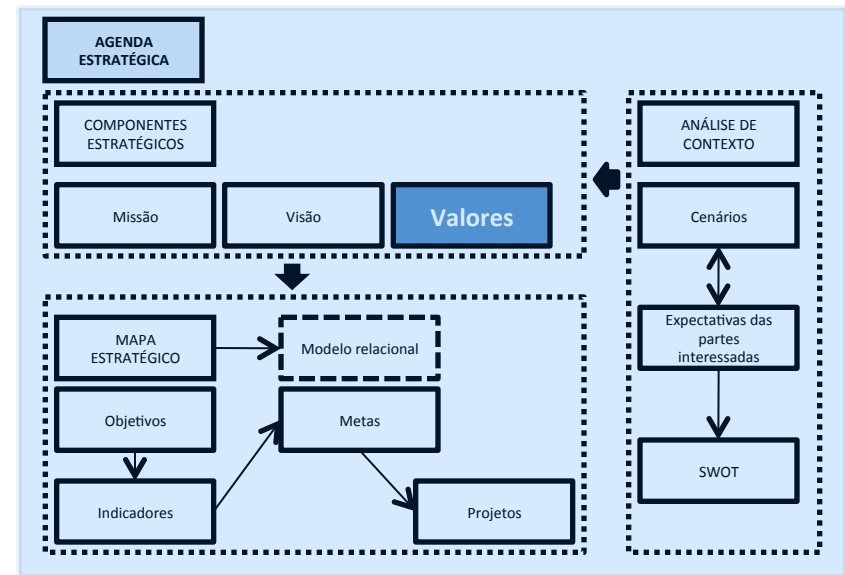 AGENDA
ESTRATÉGICA
COMPONENTES
ESTRATÉGICOS
Missão
Visão
Valores
MAPA
ESTRATÉGICO
Modelo relacional
Objetivos
Metas
Indicadores
Projetos
ANÁLISE DE
CONTEXTO
Cenários
Expectativas das
partes
interessadas
SWOT